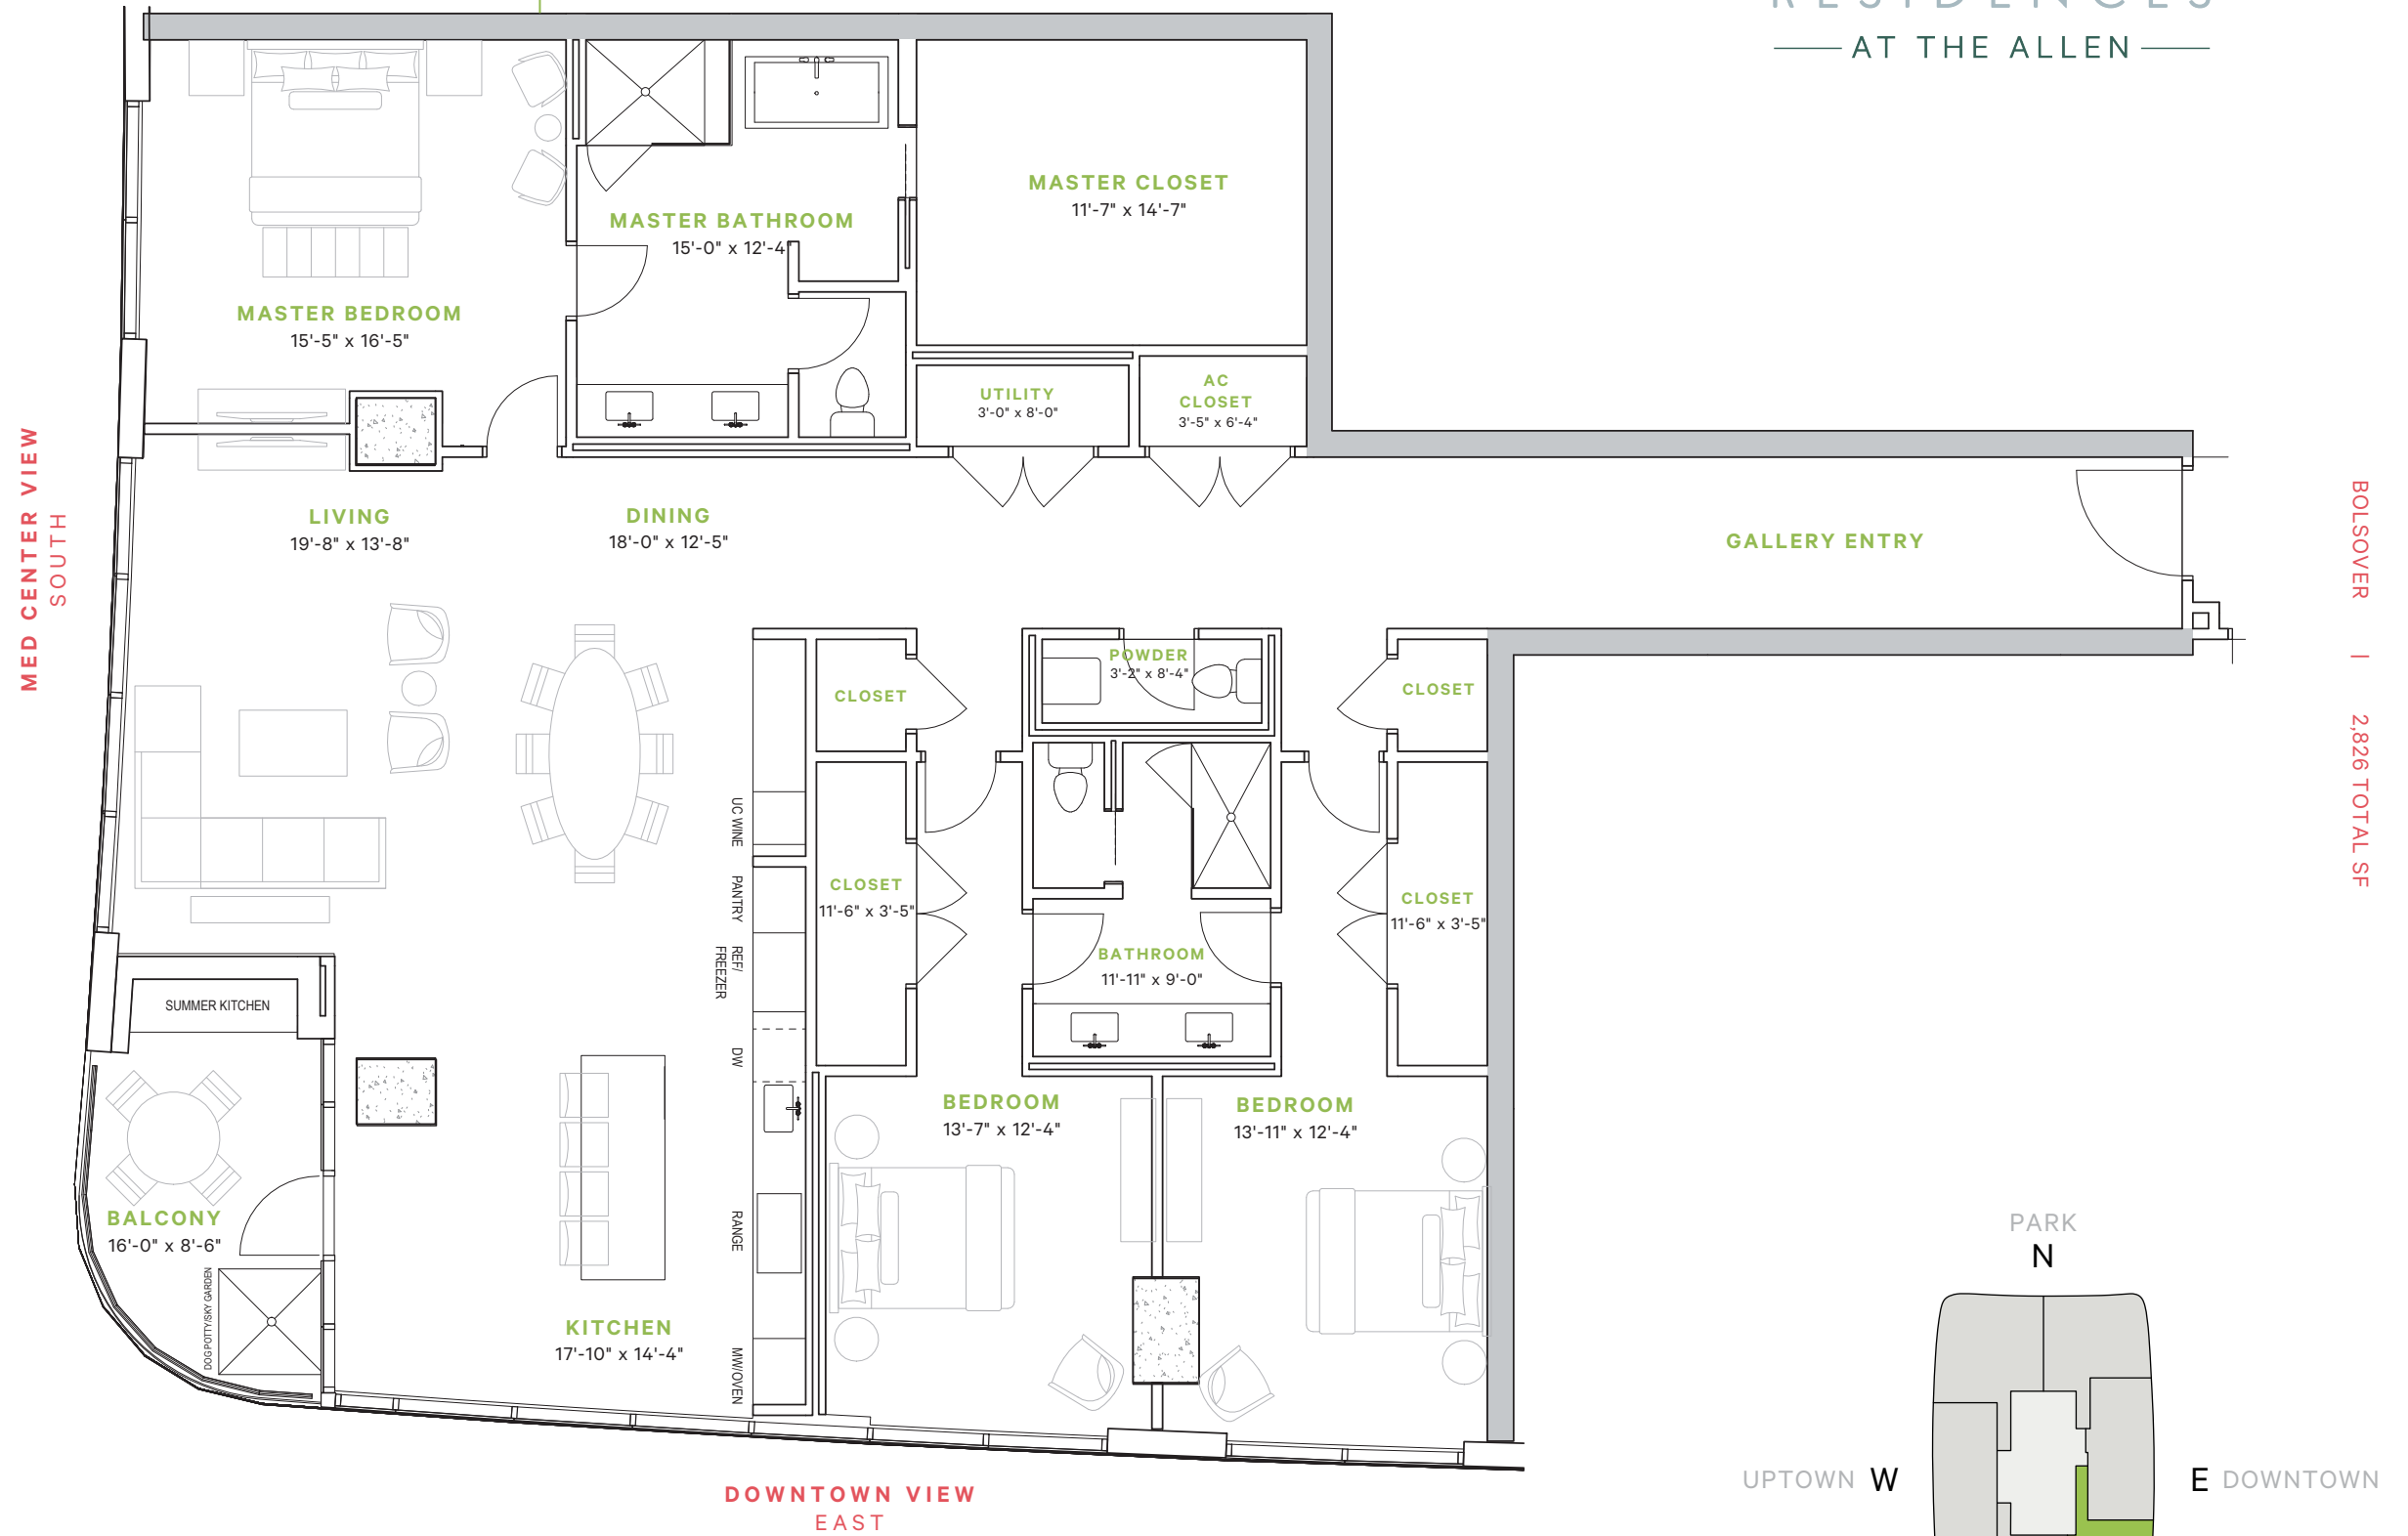 RESIDENCES
AT THE ALLEN
MASTER CLOSET
11'-7" x 14'-7"
MASTER BATHROOM
15'-0" x 12'-4"
MASTER BEDROOM
15'-5" x 16'-5"
UTILITY
3'-0" x 8'-0"
AC
CLOSET
3'-5" x 6'-4"
MED CENTER VIEW
SOUTH
LIVING
19'-8" x 13'-8"
DINING
18'-0" x 12'-5"
GALLERY ENTRY
BOLSOVER | 2,826 TOTAL SF
POWDER
3'-2" x 8'-4"
CLOSET
CLOSET
UC WINE
PANTRY
REF/
FREEZER
DW
RANGE
MW/OVEN
CLOSET
11'-6" x 3'-5"
CLOSET
11'-6" x 3'-5"
BATHROOM
11'-11" x 9'-0"
SUMMER KITCHEN
BEDROOM
13'-7" x 12'-4"
BEDROOM
13'-11" x 12'-4"
BALCONY
16'-0" x 8'-6"
DOG POTTY/SKY GARDEN
KITCHEN
17'-10" x 14'-4"
DOWNTOWN VIEW
EAST
PARK
N
UPTOWN W
E DOWNTOWN